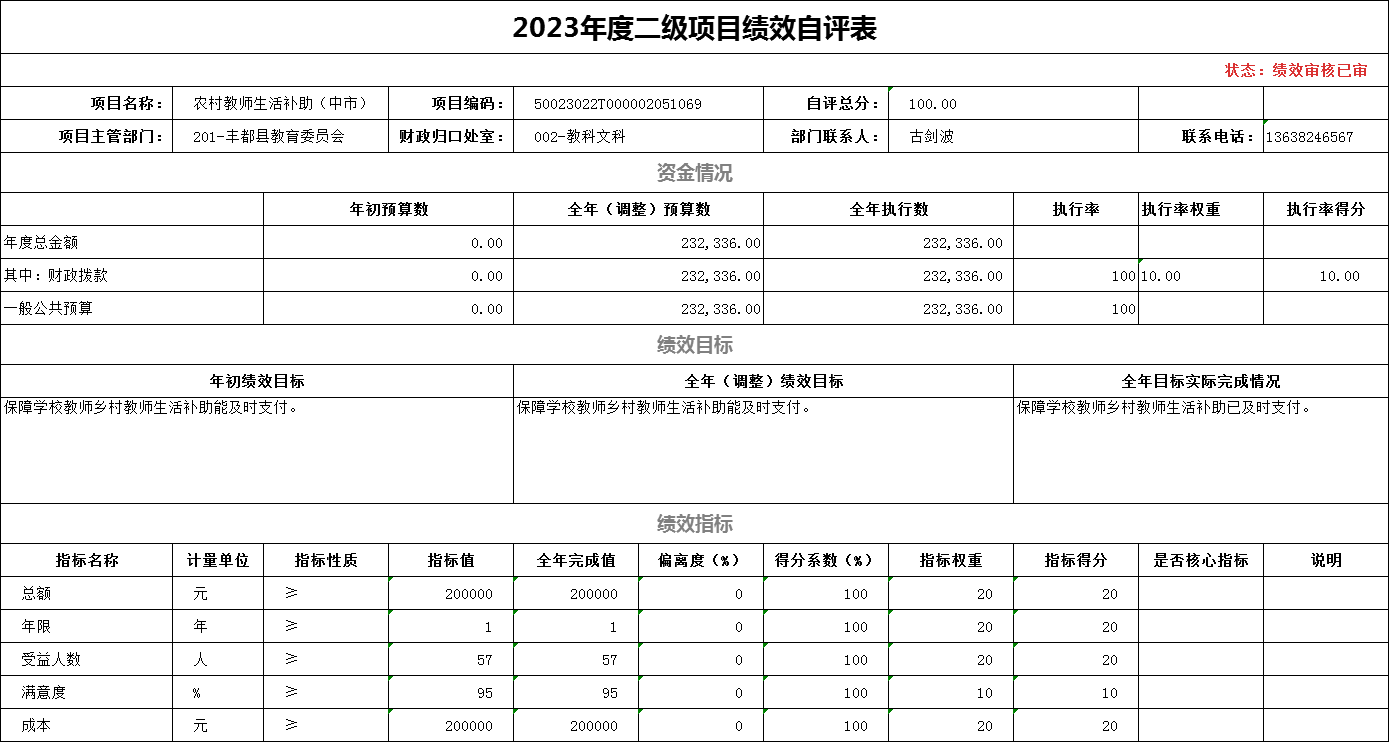 2023年度二级项目绩效自评表
状态：绩效审核已审
项目名称： 农村教师生活补助（中市） 项目编码： 50023022T000002051069 自评总分： 100.00
项目主管部门： 201-丰都县教育委员会 财政归口处室： 002-教科文科 部门联系人： 古剑波 联系电话： 13638246567
资金情况
年初预算数 全年（调整）预算数 全年执行数 执行率 执行率权重 执行率得分
年度总金额 0.00 232,336.00 232,336.00
其中：财政拨款 0.00 232,336.00 232,336.00 100 10.00 10.00
一般公共预算 0.00 232,336.00 232,336.00 100
绩效目标
年初绩效目标 全年（调整）绩效目标 全年目标实际完成情况
保障学校教师乡村教师生活补助能及时支付。 保障学校教师乡村教师生活补助能及时支付。 保障学校教师乡村教师生活补助已及时支付。
绩效指标
指标名称 计量单位 指标性质 指标值 全年完成值 偏离度（%） 得分系数（%） 指标权重 指标得分 是否核心指标 说明
总额 元 ≥ 200000 200000 0 100 20 20
年限 年 ≥ 1 1 0 100 20 20
受益人数 人 ≥ 57 57 0 100 20 20
满意度 % ≥ 95 95 0 100 10 10
成本 元 ≥ 200000 200000 0 100 20 20